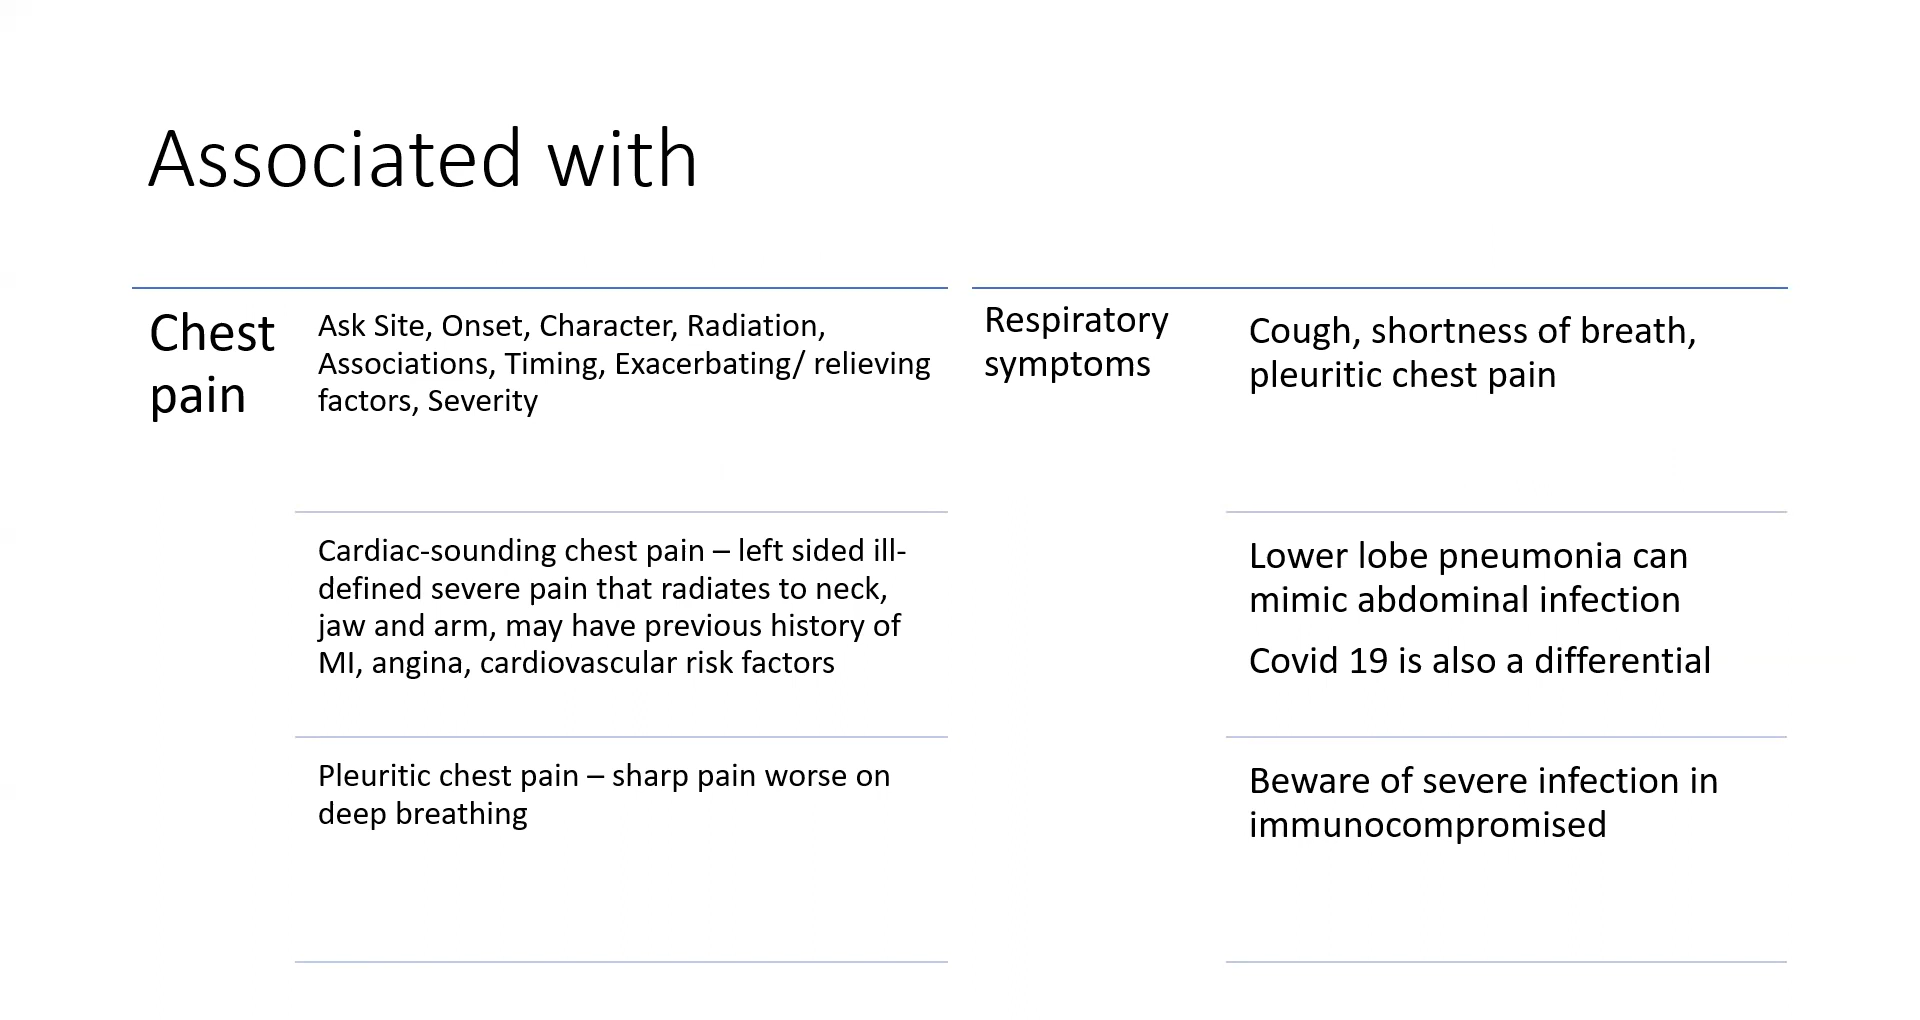 Associated with
Chest
pain
Ask Site, Onset, Character, Radiation,
Associations, Timing, Exacerbating/ relieving
factors, Severity
Cardiac-sounding chest pain – left sided ill-
defined severe pain that radiates to neck,
jaw and arm, may have previous history of
MI, angina, cardiovascular risk factors
Pleuritic chest pain – sharp pain worse on
deep breathing
Respiratory
symptoms
Cough, shortness of breath,
pleuritic chest pain
Lower lobe pneumonia can
mimic abdominal infection
Covid 19 is also a differential
Beware of severe infection in
immunocompromised